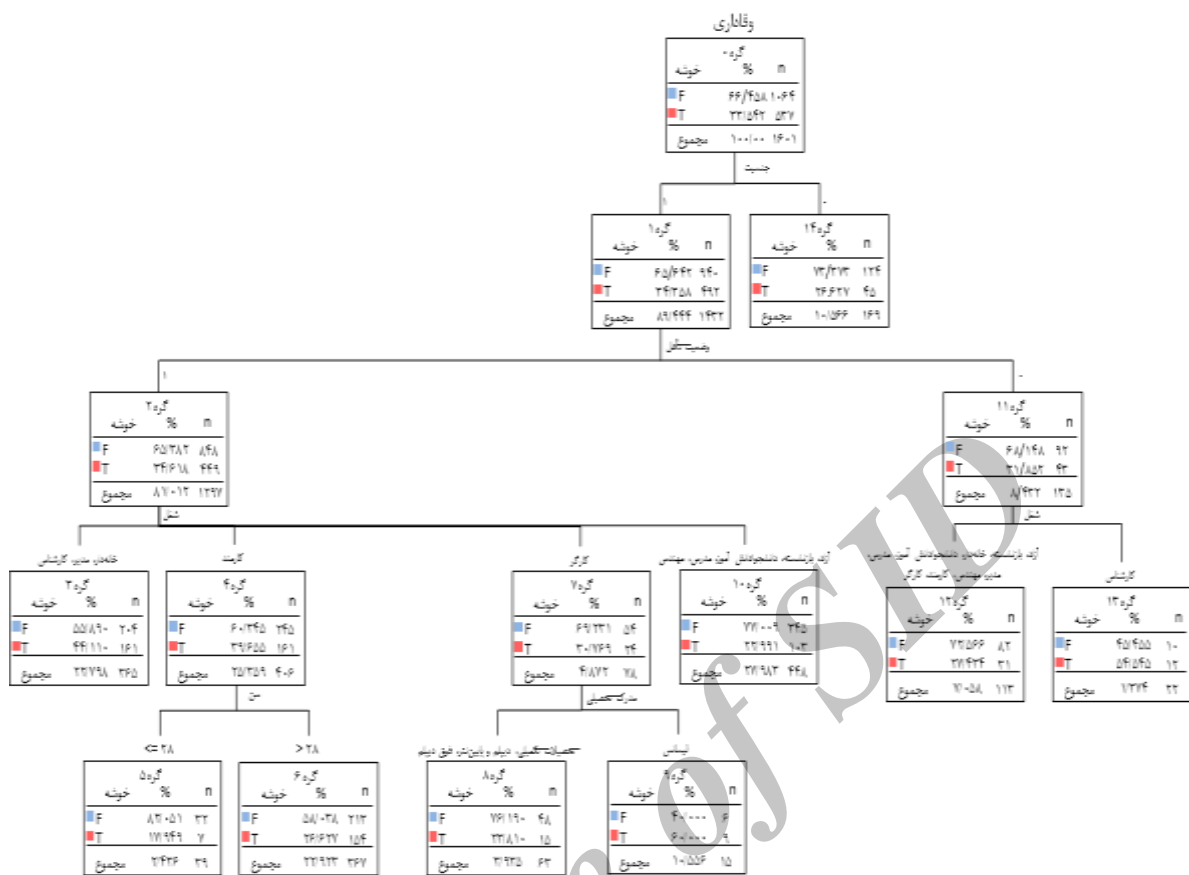 وفاداری
گره ۰
خوشه % n
F ۶۶/۴۵۸ ۱۰۶۴
T ۳۳/۵۴۲ ۵۳۷
مجموع ۱۰۰/۰۰ ۱۶۰۱
جنسیت
۱
۰
گره ۱
خوشه % n
F ۶۵/۶۴۲ ۹۴۰
T ۳۴/۳۵۸ ۴۹۲
مجموع ۸۹/۴۴۴ ۱۴۳۲
گره ۱۴
خوشه % n
F ۷۳/۳۷۳ ۱۲۴
T ۲۶/۶۲۷ ۴۵
مجموع ۱۰/۵۶ ۱۶۹
وضعیت تأهل
۱
۰
گره ۲
خوشه % n
F ۶۵/۳۸۲ ۸۴۸
T ۳۴/۶۱۸ ۴۴۹
مجموع ۸۱/۰۱۲ ۱۲۹۷
گره ۱۱
خوشه % n
F ۶۸/۱۴۸ ۹۲
T ۳۱/۸۵۲ ۴۳
مجموع ۸/۴۳۲ ۱۳۵
شغل
شغل
خانه‌دار، مدیر، کارشناس
گره ۳
خوشه % n
F ۵۵/۸۹۰ ۲۰۴
T ۴۴/۱۱۰ ۱۶۱
مجموع ۲۲/۷۹۸ ۳۶۵
کارمند
گره ۴
خوشه % n
F ۶۰/۳۴۵ ۲۴۵
T ۳۹/۶۵۵ ۱۶۱
مجموع ۲۵/۳۵۹ ۴۰۶
کارگر
گره ۷
خوشه % n
F ۶۹/۲۳۱ ۵۴
T ۳۰/۷۶۹ ۲۴
مجموع ۴/۸۷۲ ۷۸
آزاد، بازنشسته، دانشجو/دانش آموز، مدرس، مهندس
گره ۱۰
خوشه % n
F ۷۷/۰۰۹ ۳۴۵
T ۲۲/۹۹۱ ۱۰۳
مجموع ۲۷/۹۸۳ ۴۴۸
آزاد، بازنشسته، خانه‌دار، دانشجو/دانش آموز، مدرس،
مدیر، مهندس، کارمند، کارگر
گره ۱۲
خوشه % n
F ۷۲/۵۶۶ ۸۲
T ۲۷/۴۳۴ ۳۱
مجموع ۷/۰۵۸ ۱۱۳
کارشناس
گره ۱۳
خوشه % n
F ۴۵/۴۵۵ ۱۰
T ۵۴/۵۴۵ ۱۲
مجموع ۱/۳۷۴ ۲۲
سن
مدرک تحصیلی
<= ۲۸
گره ۵
خوشه % n
F ۸۲/۰۵۱ ۳۲
T ۱۷/۹۴۹ ۷
مجموع ۲/۴۳۶ ۳۹
> ۲۸
گره ۶
خوشه % n
F ۵۸/۰۳۸ ۲۱۳
T ۲۶/۶۲۷ ۱۵۴
مجموع ۲۲/۹۲۳ ۳۶۷
تحصیلات تکمیلی، دیپلم و پایین‌تر، فوق دیپلم
گره ۸
خوشه % n
F ۷۶/۱۹۰ ۴۸
T ۲۳/۸۱۰ ۱۵
مجموع ۳/۹۳۵ ۶۳
لیسانس
گره ۹
خوشه % n
F ۴۰/۰۰۰ ۶
T ۶۰/۰۰۰ ۹
مجموع ۱۰/۵۵۶ ۱۵
of SID